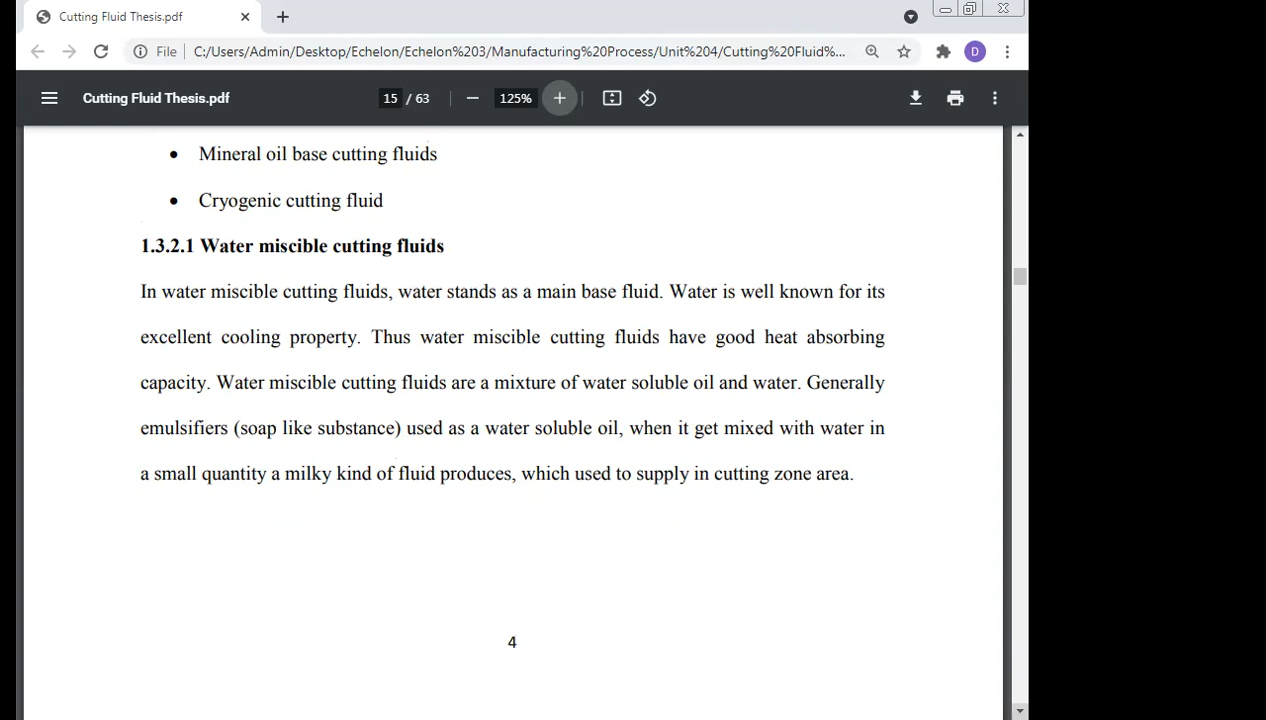 Cutting Fluid Thesis.pdf
File C:/Users/Admin/Desktop/Echelon/Echelon%203/Manufacturing%20Process/Unit%204/Cutting%20Fluid%... D
Cutting Fluid Thesis.pdf 15 / 63 125%
• Mineral oil base cutting fluids
• Cryogenic cutting fluid
1.3.2.1 Water miscible cutting fluids
In water miscible cutting fluids, water stands as a main base fluid. Water is well known for its
excellent cooling property. Thus water miscible cutting fluids have good heat absorbing
capacity. Water miscible cutting fluids are a mixture of water soluble oil and water. Generally
emulsifiers (soap like substance) used as a water soluble oil, when it get mixed with water in
a small quantity a milky kind of fluid produces, which used to supply in cutting zone area.
4